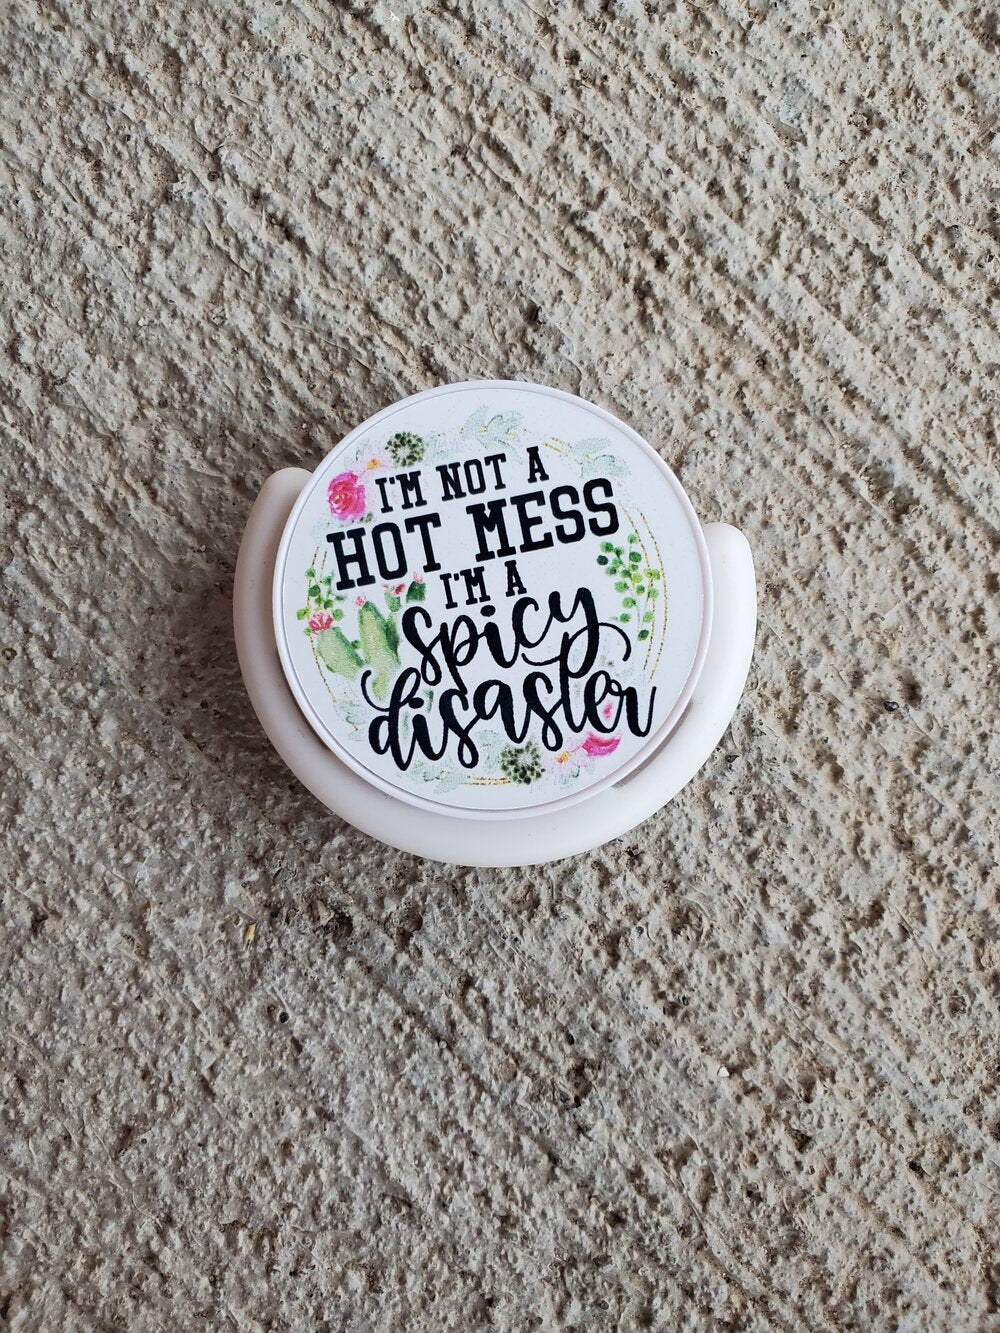 I'M NOT A
HOT MESS
I'M A
spicy
disaster